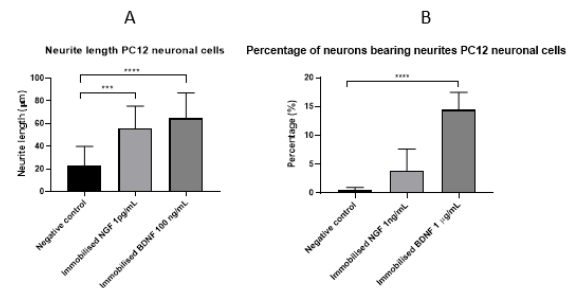 A
B
Neurite length PC12 neuronal cells
Percentage of neurons bearing neurites PC12 neuronal cells
Neurite length (µm)
100
80
60
40
20
0
****
***
Negative control
Immobilised NGF 1pg/mL
Immobilised BDNF 100 ng/mL
Percentage (%)
20
15
10
5
0
****
Negative control
Immobilised NGF 1ng/mL
Immobilised BDNF 1 µg/mL